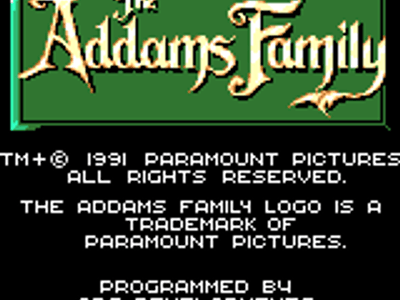 The
Addams Family
TM+© 1991 PARAMOUNT PICTURES
ALL RIGHTS RESERVED.
THE ADDAMS FAMILY LOGO IS A
TRADEMARK OF
PARAMOUNT PICTURES.
PROGRAMMED BY